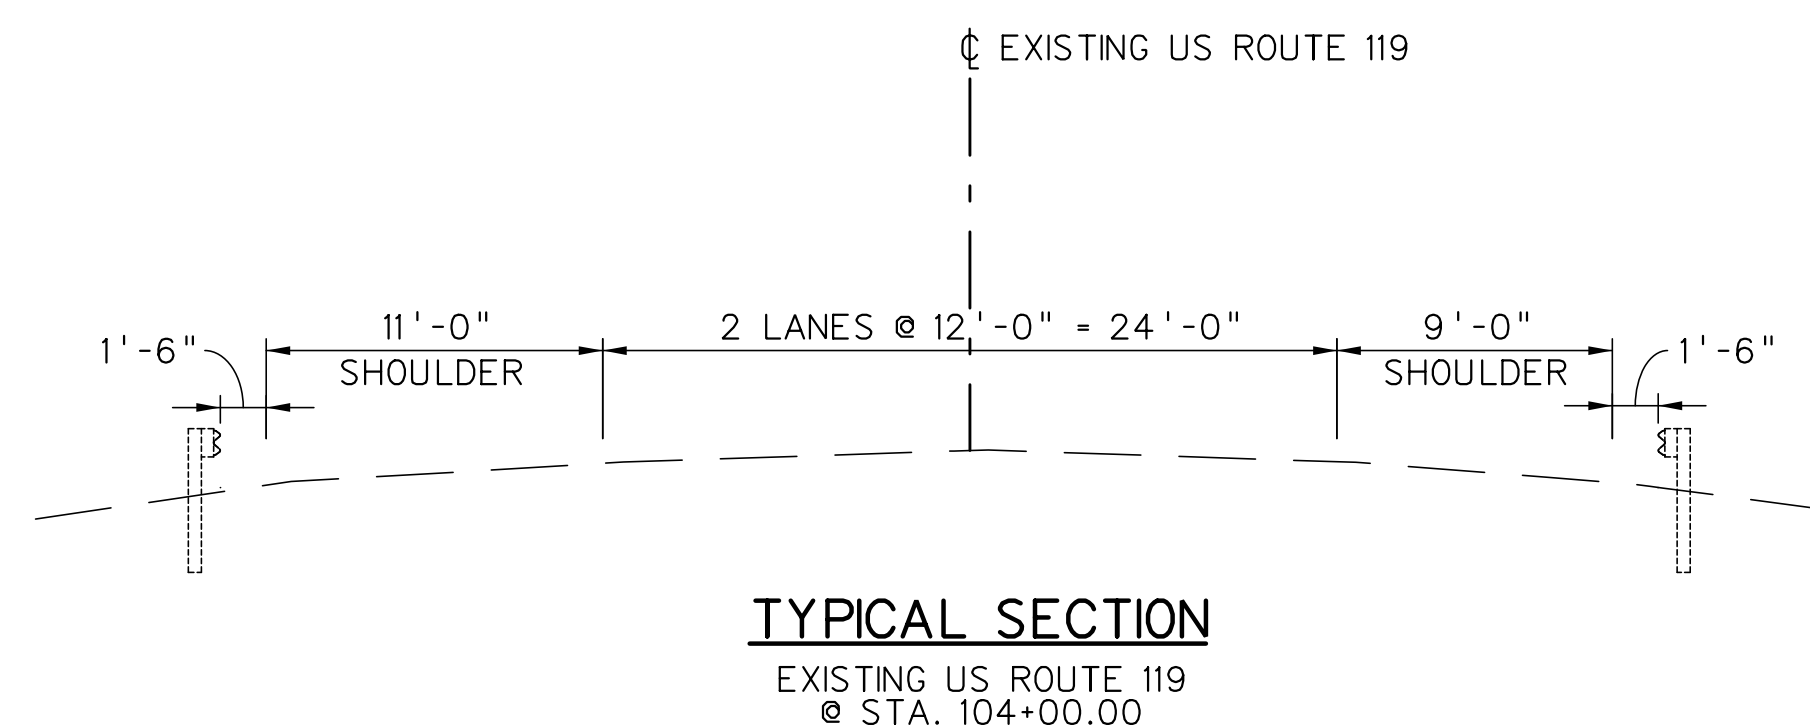 ℄ EXISTING US ROUTE 119
1'-6"
11'-0"
SHOULDER
2 LANES @ 12'-0" = 24'-0"
9'-0"
SHOULDER
1'-6"
TYPICAL SECTION
EXISTING US ROUTE 119
@ STA. 104+00.00